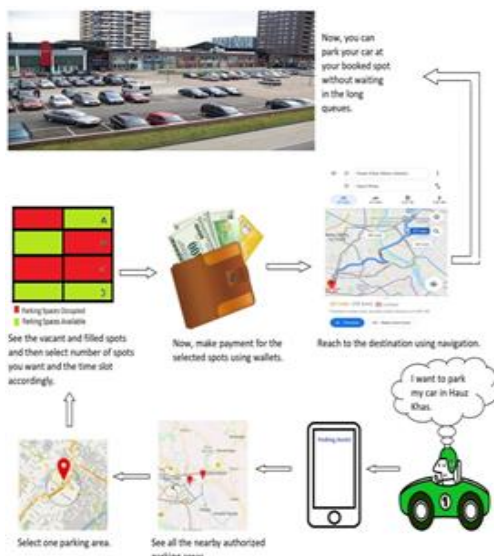 Now, you can
park your car at
your booked spot
without waiting
in the long
queues.
Parking Spaces Occupied
Parking Spaces Available
See the vacant and filled spots
and then select number of spots
you want and the time slot
accordingly.
Now, make payment for the
selected spots using wallets.
Reach to the destination using navigation.
I want to park
my car in Hauz
Khas.
1
Parking Assist
Select one parking area.
See all the nearby authorized
parking areas.